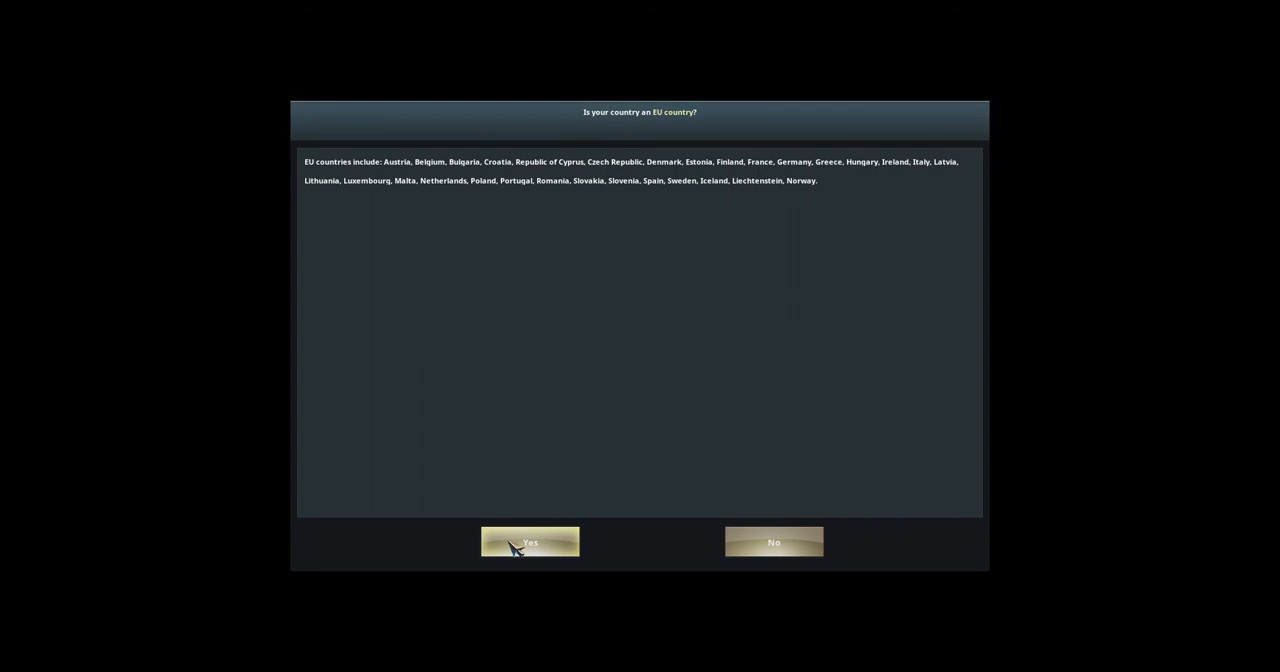 Is your country an EU country?
EU countries include: Austria, Belgium, Bulgaria, Croatia, Republic of Cyprus, Czech Republic, Denmark, Estonia, Finland, France, Germany, Greece, Hungary, Ireland, Italy, Latvia,
Lithuania, Luxembourg, Malta, Netherlands, Poland, Portugal, Romania, Slovakia, Slovenia, Spain, Sweden, Iceland, Liechtenstein, Norway.
Yes
No